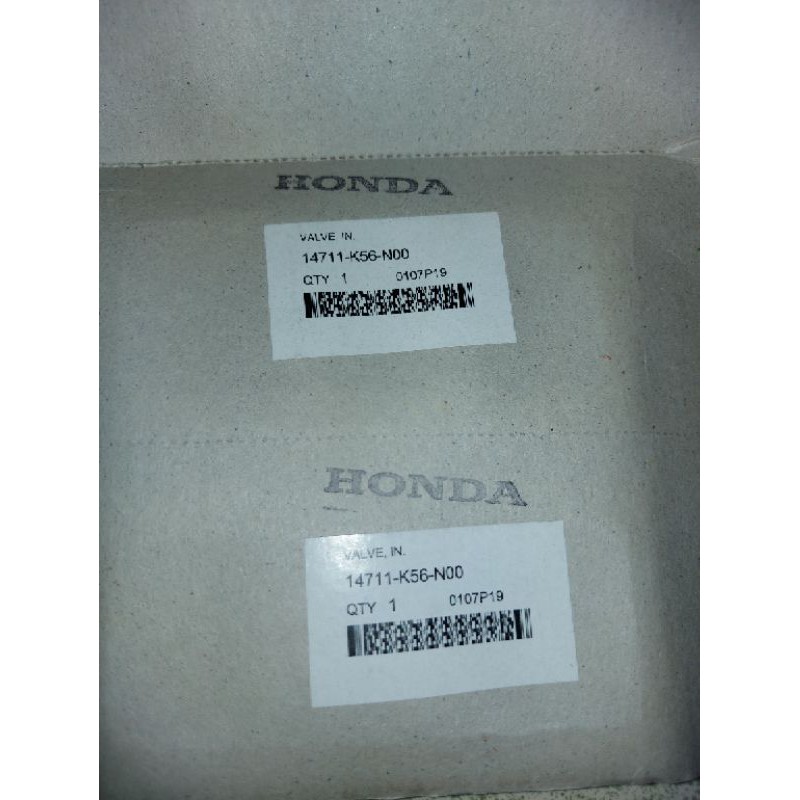 HONDA
VALVE, IN.
14711-K56-N00
QTY 1 0107P19
HONDA
VALVE, IN.
14711-K56-N00
QTY 1 0107P19